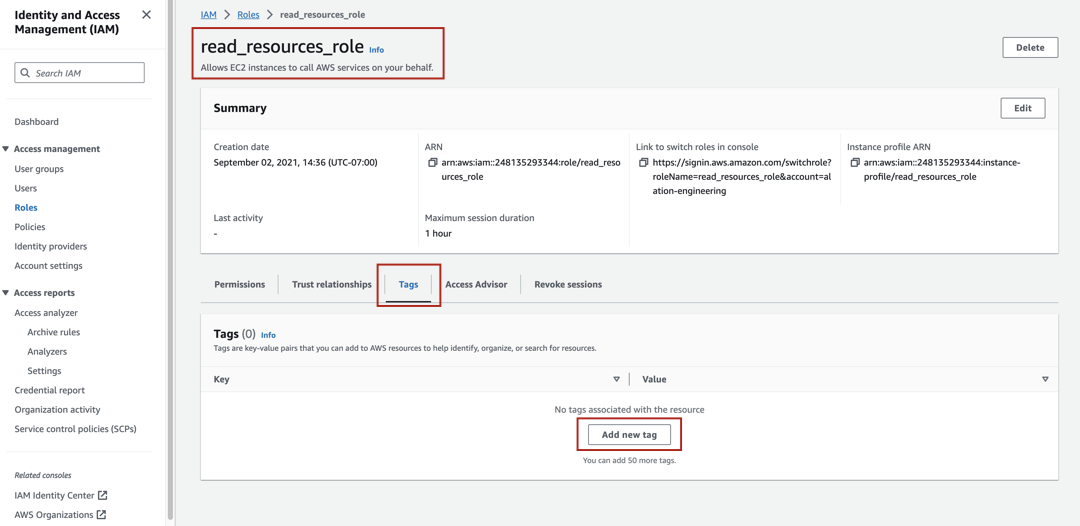 Identity and Access
Management (IAM)
Search IAM
Dashboard
Access management
User groups
Users
Roles
Policies
Identity providers
Account settings
Access reports
Access analyzer
Archive rules
Analyzers
Settings
Credential report
Organization activity
Service control policies (SCPs)
Related consoles
IAM Identity Center
AWS Organizations
IAM > Roles > read_resources_role
read_resources_role Info
Allows EC2 instances to call AWS services on your behalf.
Delete
Summary
Edit
Creation date
September 02, 2021, 14:36 (UTC-07:00)
ARN
arn:aws:iam::248135293344:role/read_reso
urces_role
Link to switch roles in console
https://signin.aws.amazon.com/switchrole?
roleName=read_resources_role&account=al
ation-engineering
Instance profile ARN
arn:aws:iam::248135293344:instance-
profile/read_resources_role
Last activity
-
Maximum session duration
1 hour
Permissions
Trust relationships
Tags
Access Advisor
Revoke sessions
Tags (0) Info
Tags are key-value pairs that you can add to AWS resources to help identify, organize, or search for resources.
Key
Value
No tags associated with the resource
Add new tag
You can add 50 more tags.